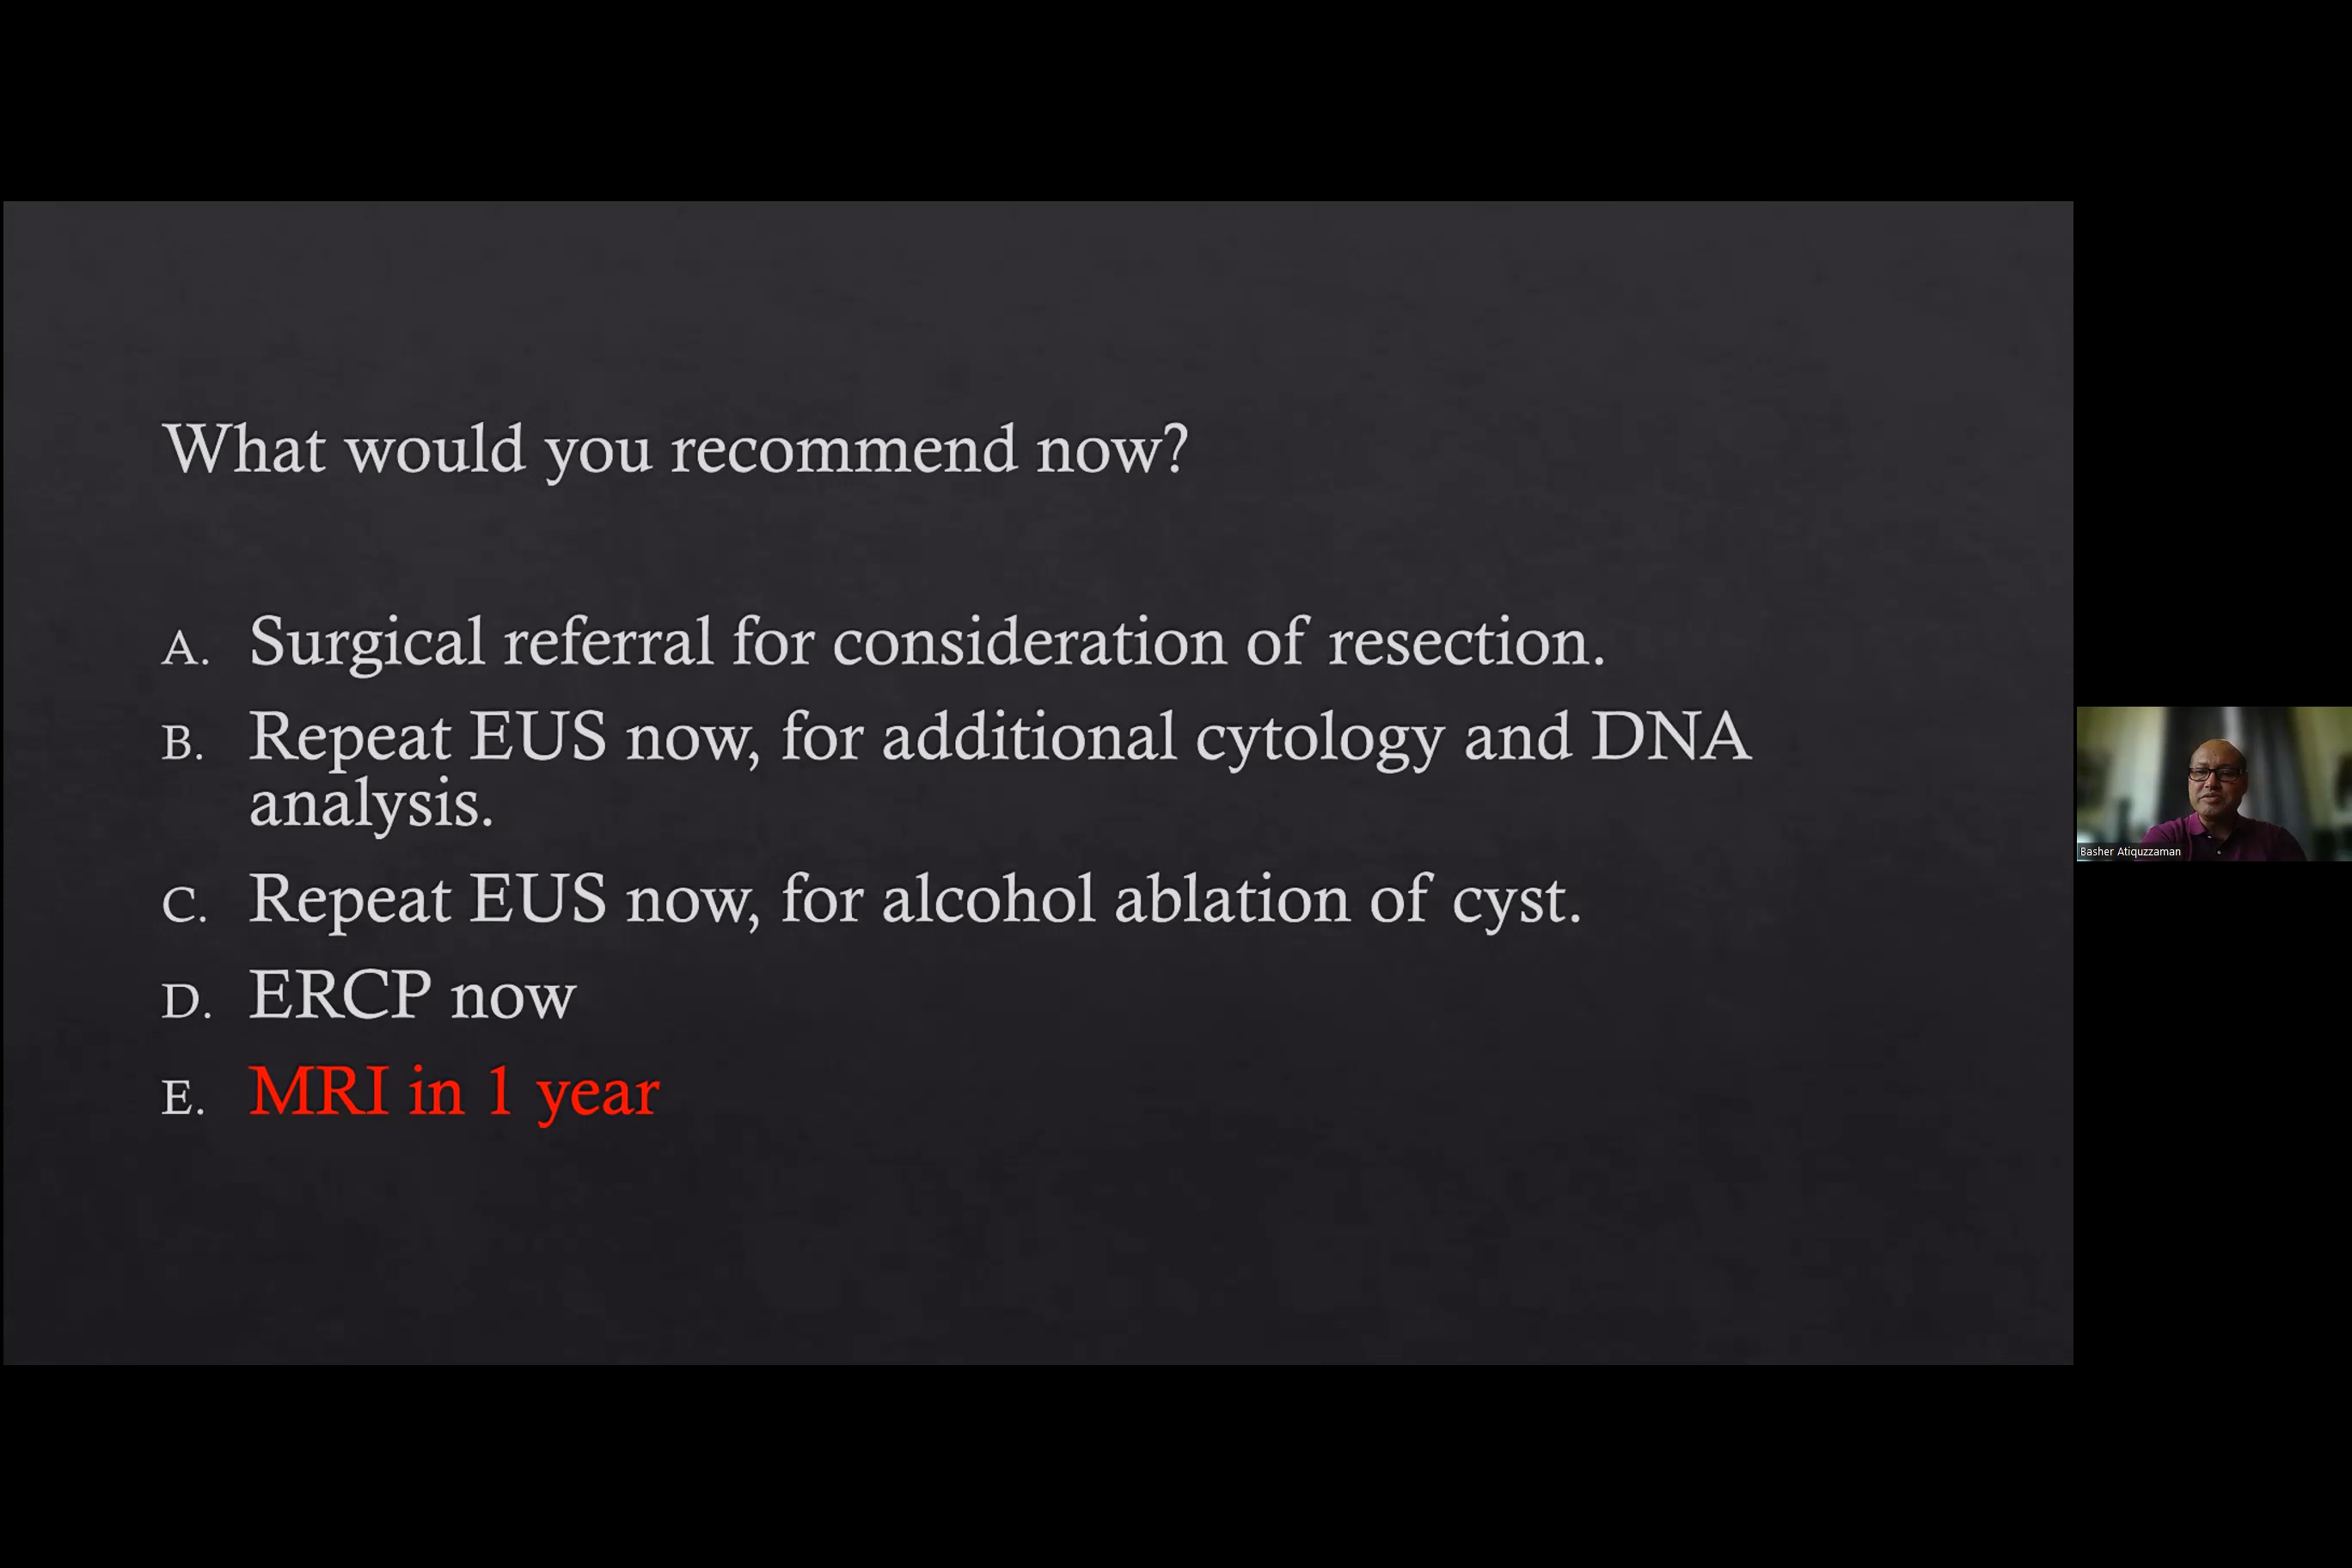 What would you recommend now?
A. Surgical referral for consideration of resection.
B. Repeat EUS now, for additional cytology and DNA
analysis.
C. Repeat EUS now, for alcohol ablation of cyst.
D. ERCP now
E. MRI in 1 year
Basher Atiquzzaman